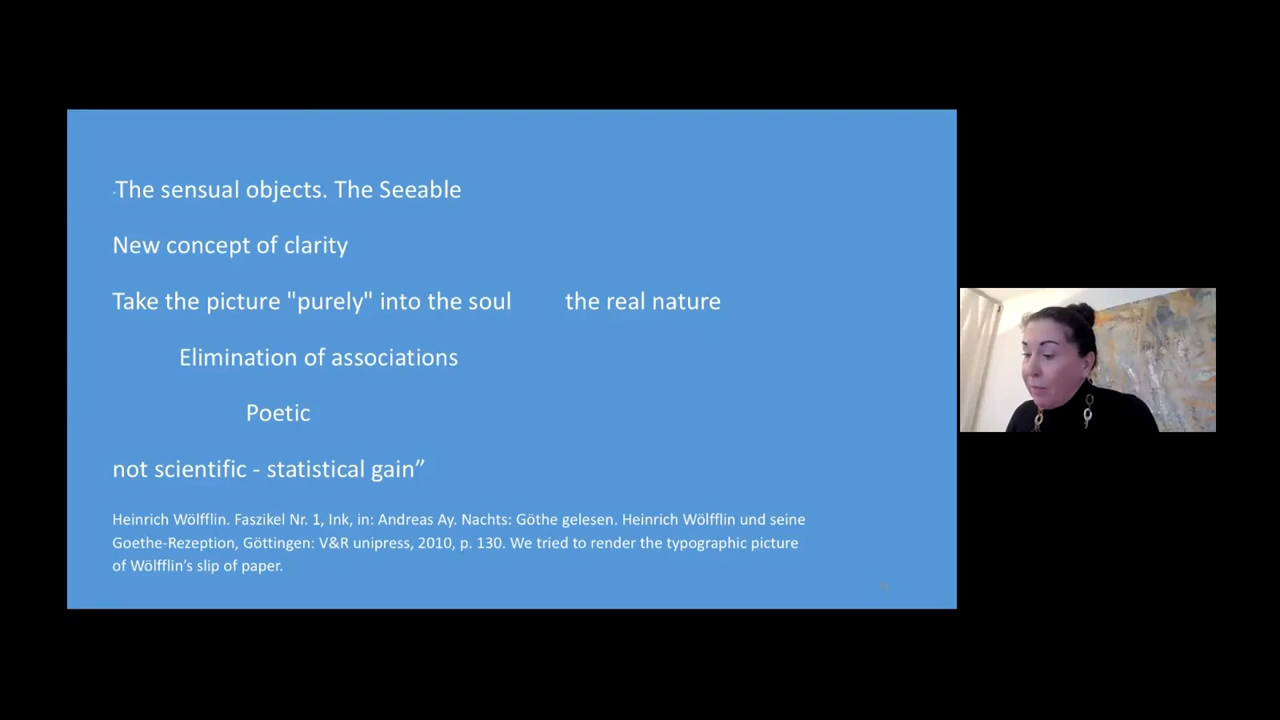 The sensual objects. The Seeable
New concept of clarity
Take the picture "purely" into the soul the real nature
Elimination of associations
Poetic
not scientific - statistical gain”
Heinrich Wölfflin. Faszikel Nr. 1, Ink, in: Andreas Ay. Nachts: Göthe gelesen. Heinrich Wölfflin und seine
Goethe-Rezeption, Göttingen: V&R unipress, 2010, p. 130. We tried to render the typographic picture
of Wölfflin’s slip of paper.